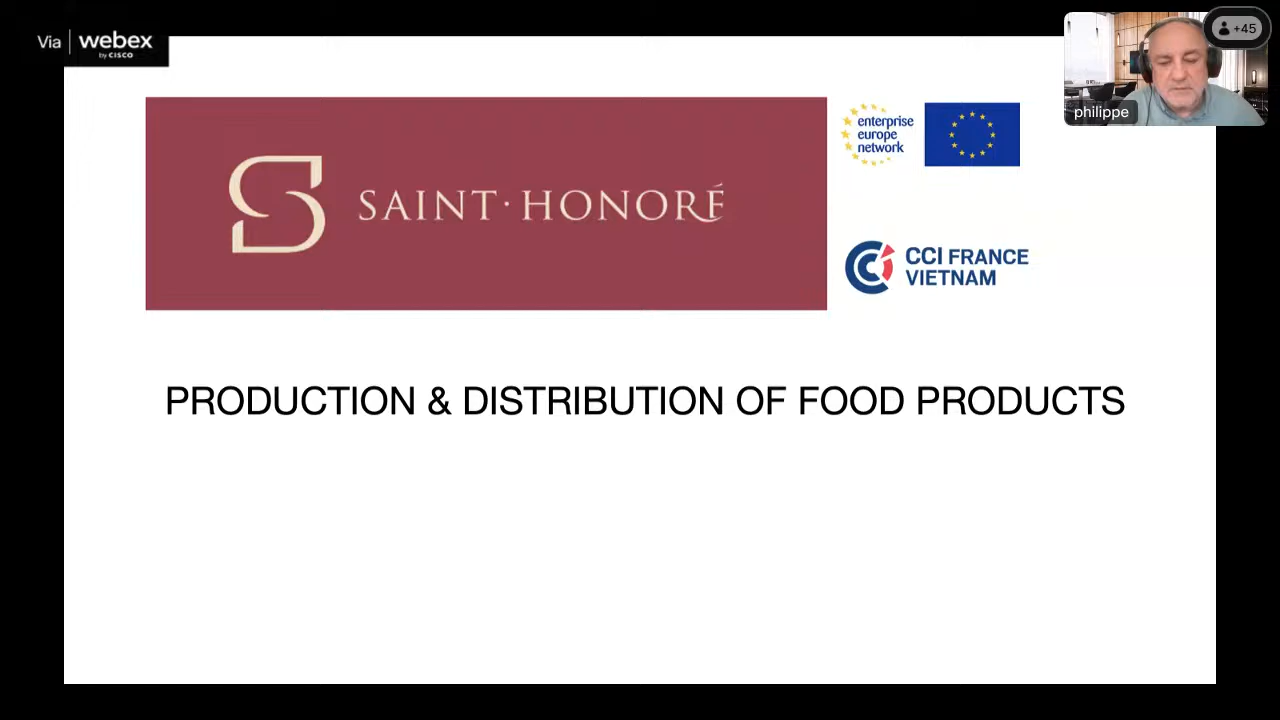 Via webex
by CISCO
+45
philippe
S SAINT·HONORÉ
enterprise
europe
network
CCI FRANCE
VIETNAM
PRODUCTION & DISTRIBUTION OF FOOD PRODUCTS